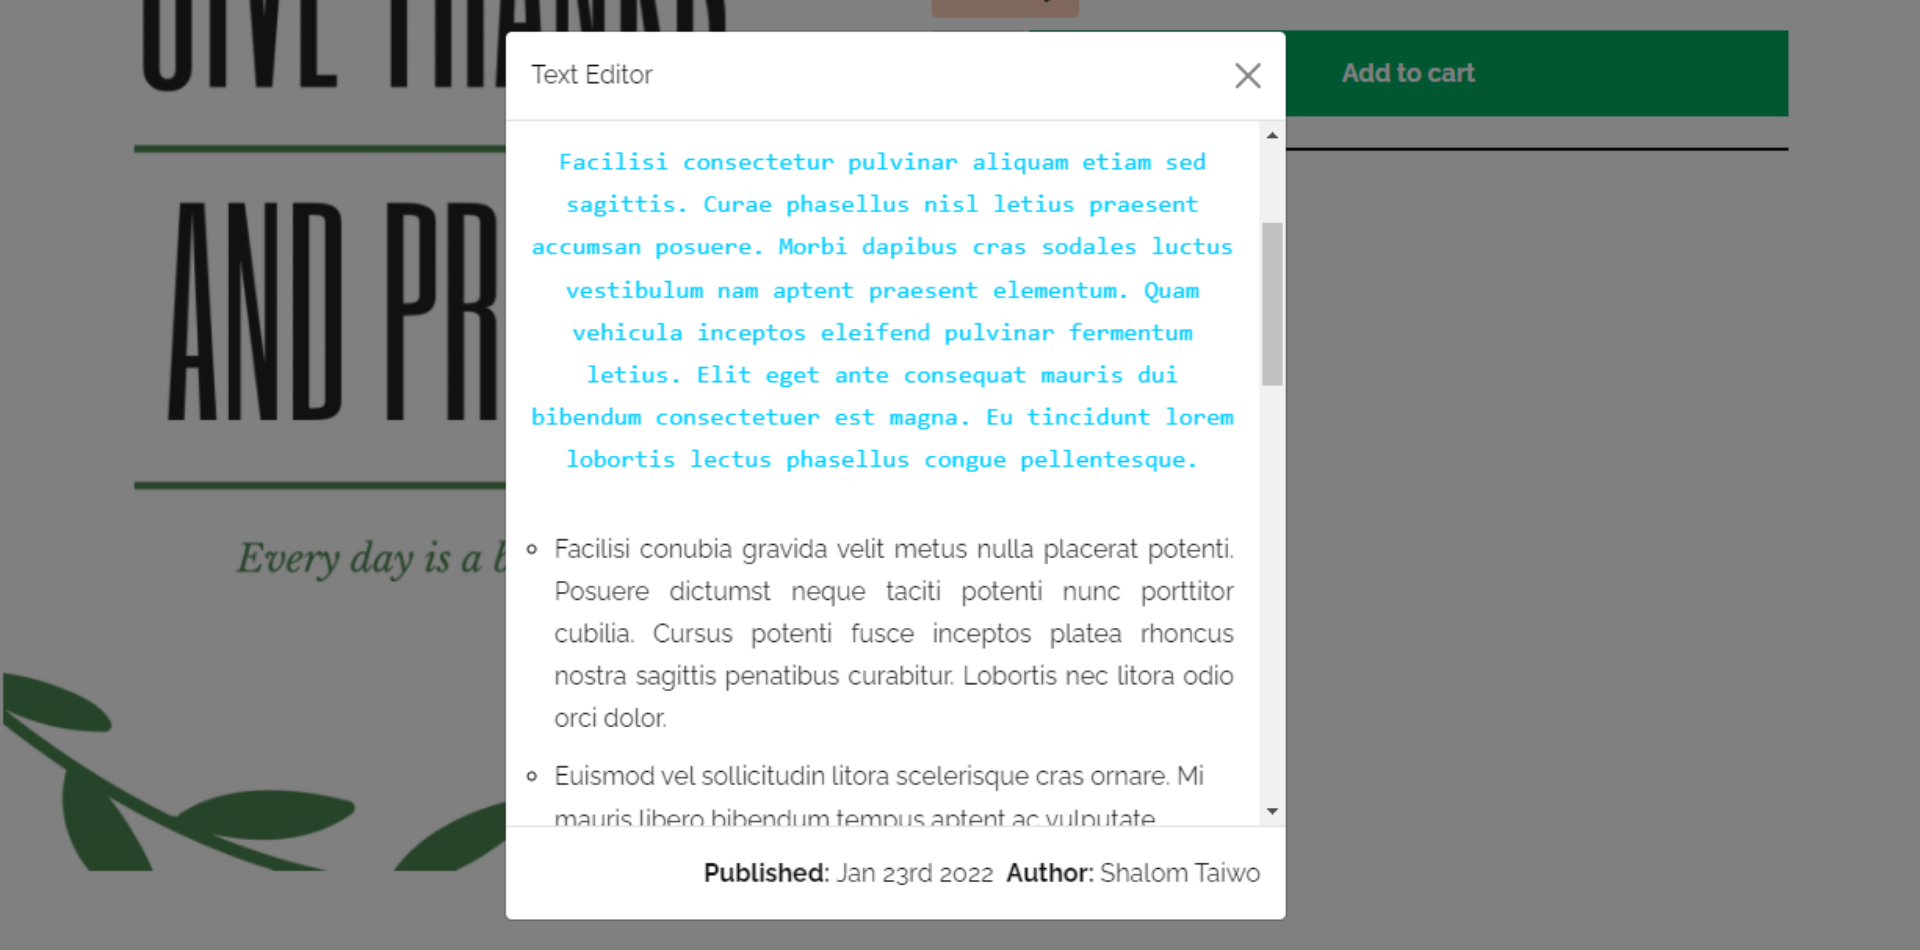 GIVE THANKS
Add to cart
AND PR
Every day is a b
Text Editor
Facilisi consectetur pulvinar aliquam etiam sed
sagittis. Curae phasellus nisl letius praesent
accumsan posuere. Morbi dapibus cras sodales luctus
vestibulum nam aptent praesent elementum. Quam
vehicula inceptos eleifend pulvinar fermentum
letius. Elit eget ante consequat mauris dui
bibendum consectetuer est magna. Eu tincidunt lorem
lobortis lectus phasellus congue pellentesque.
Facilisi conubia gravida velit metus nulla placerat potenti.
Posuere dictumst neque taciti potenti nunc porttitor
cubilia. Cursus potenti fusce inceptos platea rhoncus
nostra sagittis penatibus curabitur. Lobortis nec litora odio
orci dolor.
Euismod vel sollicitudin litora scelerisque cras ornare. Mi
mauris libero bibendum tempus aptent ac vulputate
Published: Jan 23rd 2022 Author: Shalom Taiwo